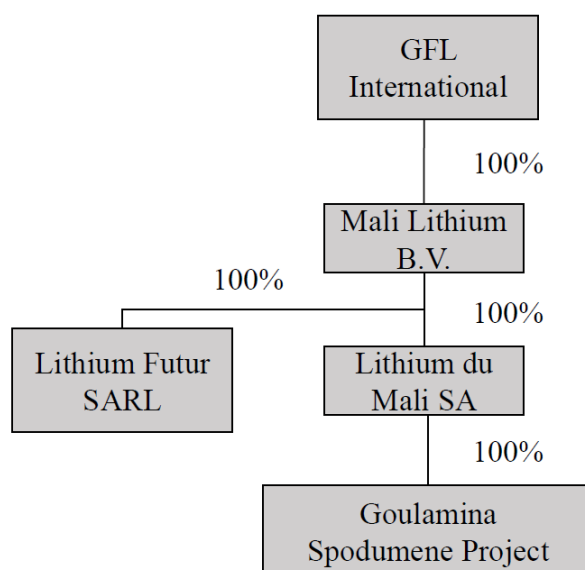 GFL
International
100%
Mali Lithium
B.V.
100%
100%
Lithium Futur
SARL
Lithium du
Mali SA
100%
Goulamina
Spodumene Project